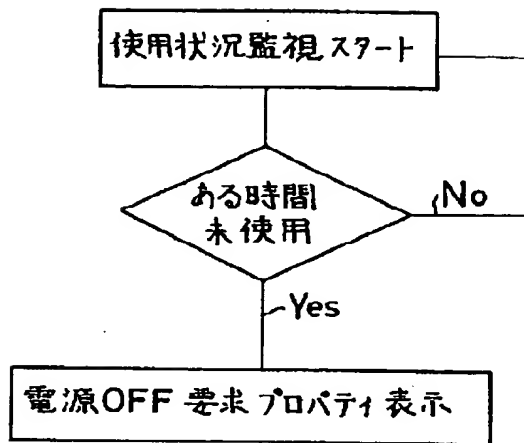 使用状況監視スタート
ある時間
未使用
No
Yes
電源OFF要求プロパティ表示